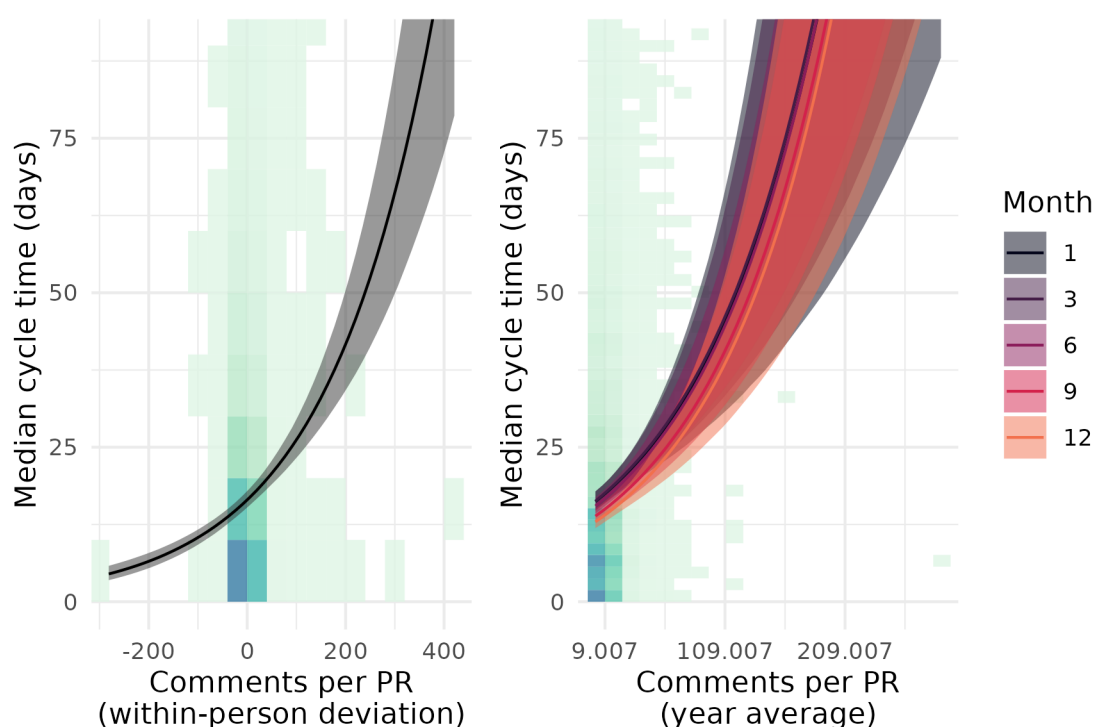 Median cycle time (days)
75
50
25
0
-200 0 200 400
Comments per PR
(within-person deviation)
Median cycle time (days)
75
50
25
0
9.007 109.007 209.007
Comments per PR
(year average)
Month
1
3
6
9
12